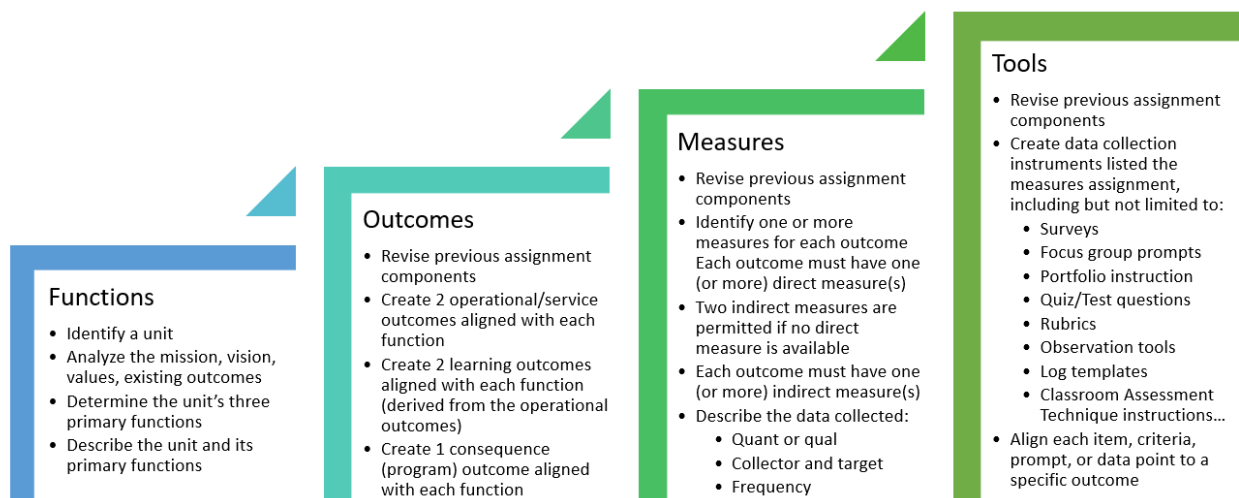 Functions
• Identify a unit
• Analyze the mission, vision,
values, existing outcomes
• Determine the unit's three
primary functions
• Describe the unit and its
primary functions
Outcomes
• Revise previous assignment
components
• Create 2 operational/service
outcomes aligned with each
function
• Create 2 learning outcomes
aligned with each function
(derived from the operational
outcomes)
• Create 1 consequence
(program) outcome aligned
with each function
Measures
• Revise previous assignment
components
• Identify one or more
measures for each outcome
Each outcome must have one
(or more) direct measure(s)
• Two indirect measures are
permitted if no direct
measure is available
• Each outcome must have one
(or more) indirect measure(s)
• Describe the data collected:
• Quant or qual
• Collector and target
• Frequency
Tools
• Revise previous assignment
components
• Create data collection
instruments listed the
measures assignment,
including but not limited to:
• Surveys
• Focus group prompts
• Portfolio instruction
• Quiz/Test questions
• Rubrics
• Observation tools
• Log templates
• Classroom Assessment
Technique instructions...
• Align each item, criteria,
prompt, or data point to a
specific outcome